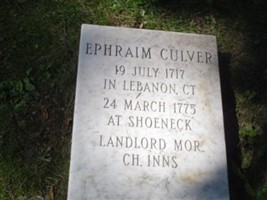 EPHRAIM CULVER
19 JULY 1717
IN LEBANON, CT
24 MARCH 1775
AT SHOENECK
LANDLORD MOR.
CH. INNS